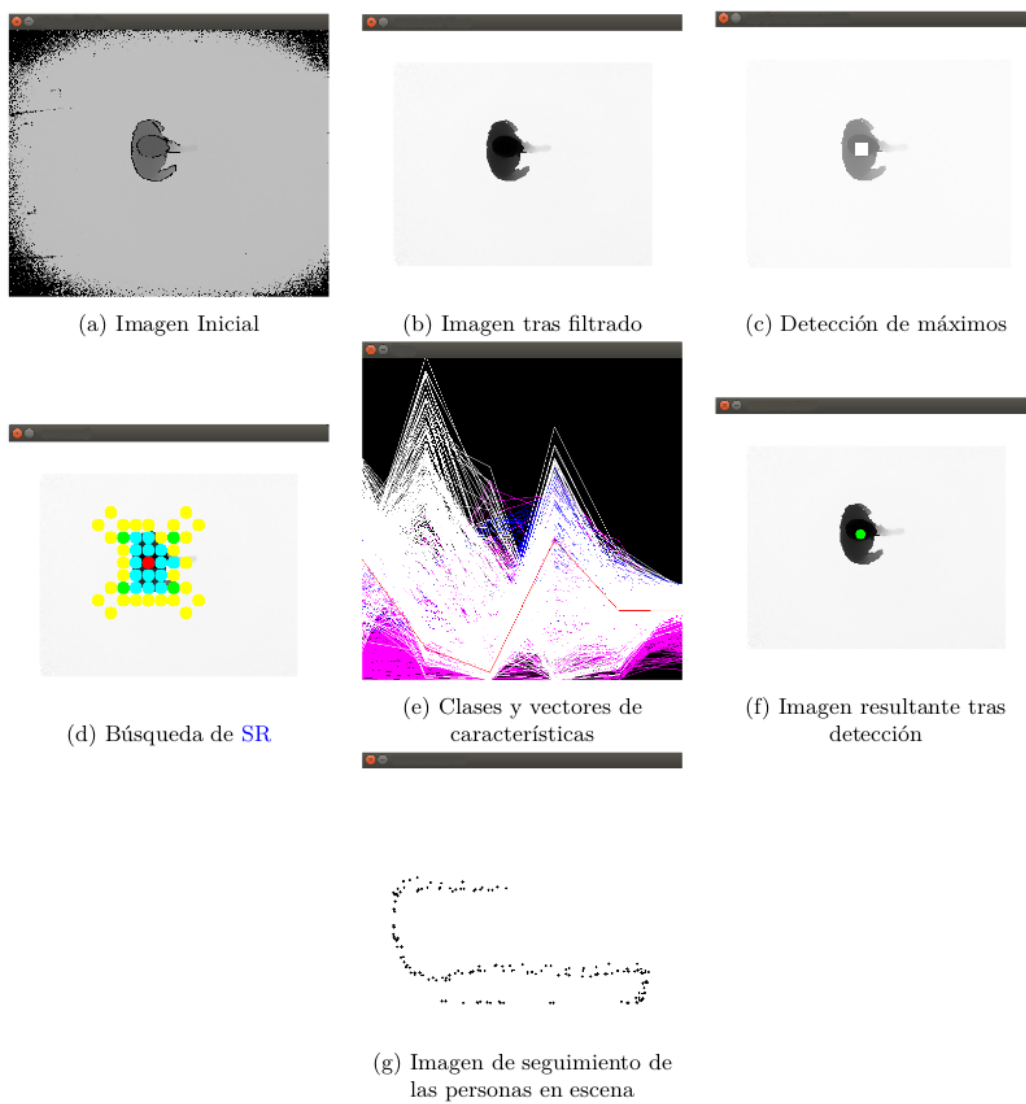 (a) Imagen Inicial
(b) Imagen tras filtrado
(c) Detección de máximos
(d) Búsqueda de SR
(e) Clases y vectores de
características
(f) Imagen resultante tras
detección
(g) Imagen de seguimiento de
las personas en escena